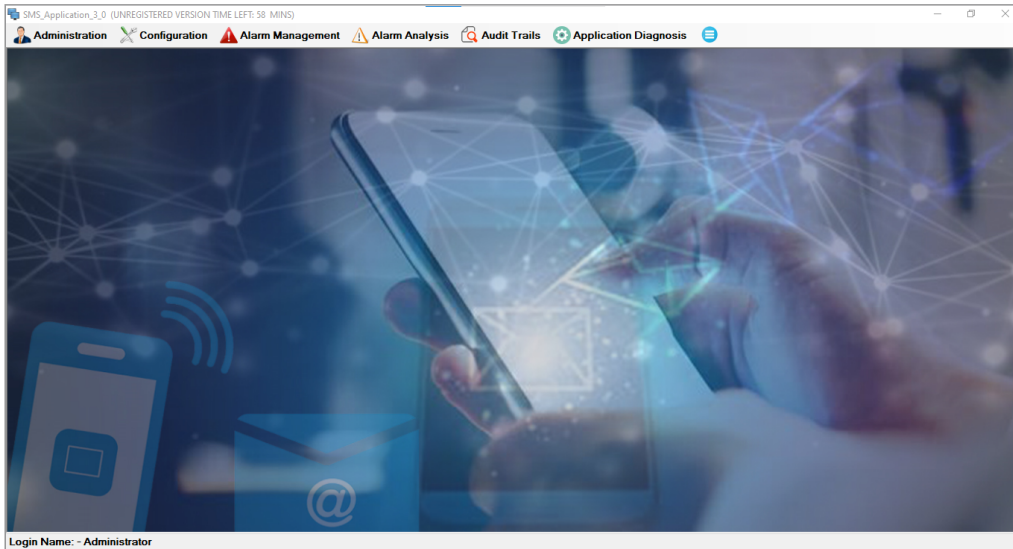 SMS_Application_3_0 (UNREGISTERED VERSION TIME LEFT: 58 MINS)
Administration Configuration Alarm Management Alarm Analysis Audit Trails Application Diagnosis
@
Login Name: - Administrator